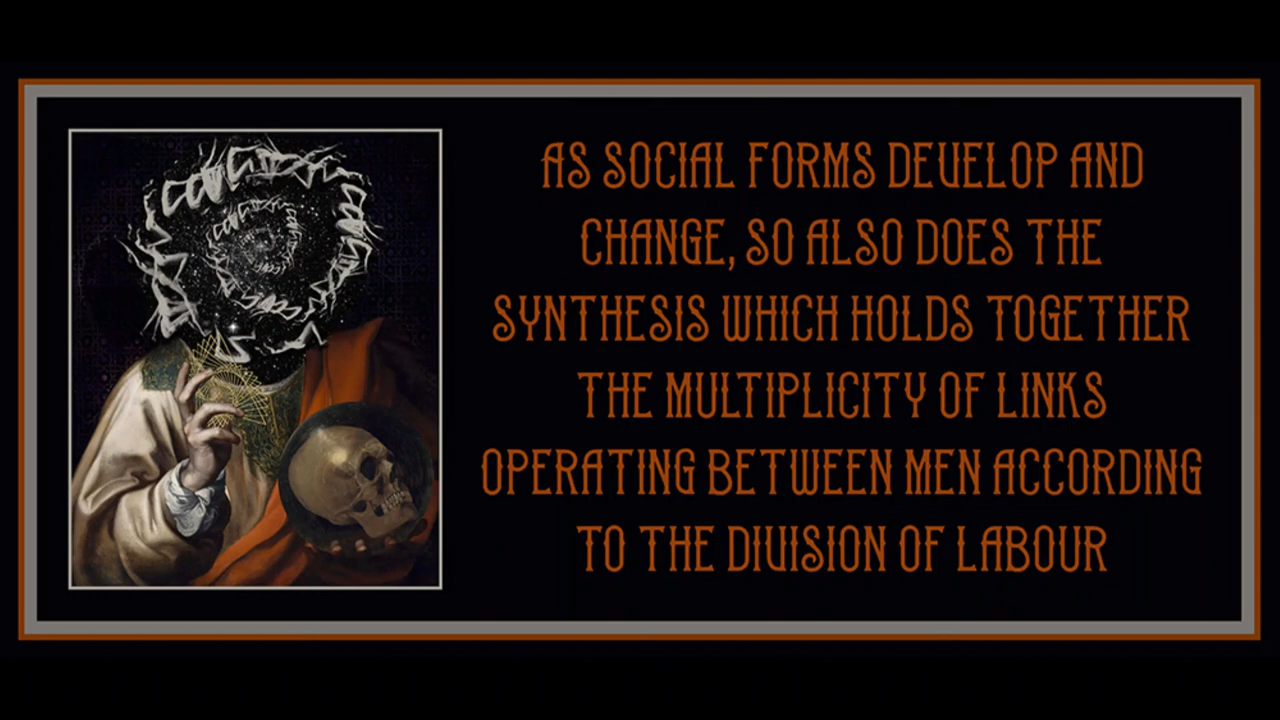 AS SOCIAL FORMS DEVELOP AND
CHANGE, SO ALSO DOES THE
SYNTHESIS WHICH HOLDS TOGETHER
THE MULTIPLICITY OF LINKS
OPERATING BETWEEN MEN ACCORDING
TO THE DIVISION OF LABOUR